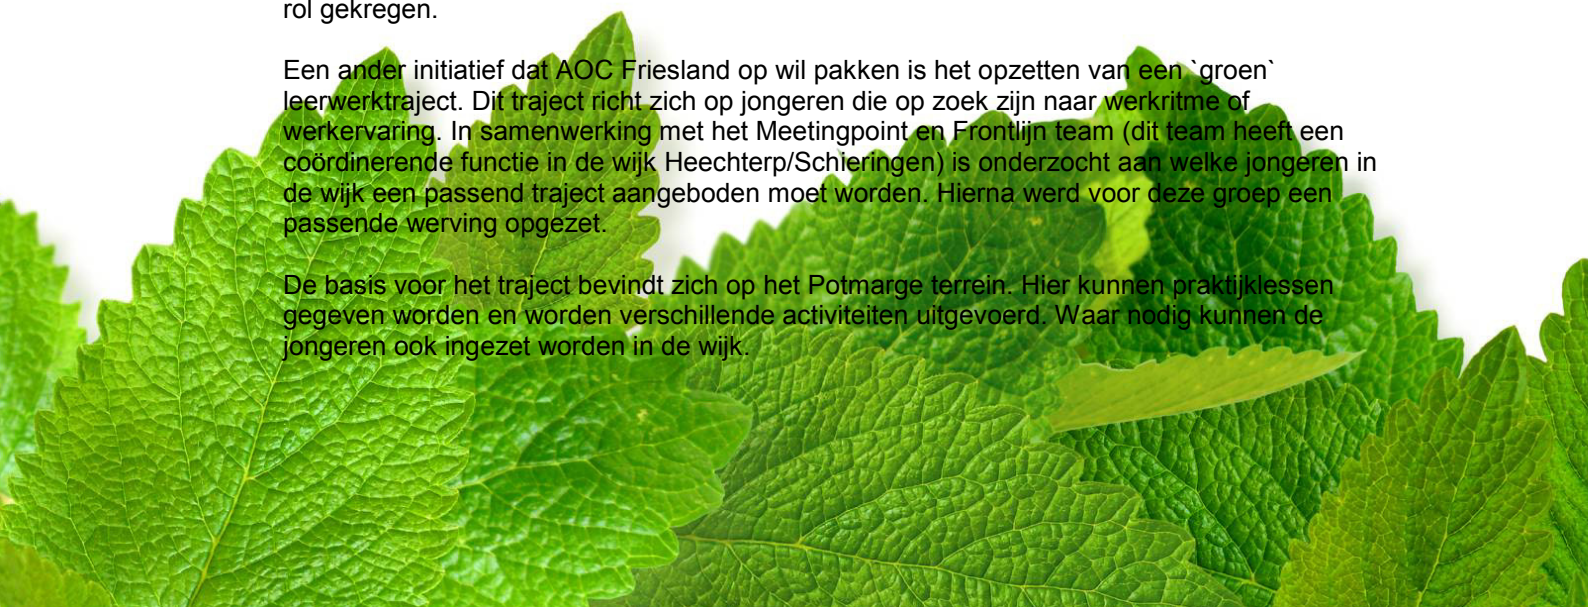 rol gekregen.
Een ander initiatief dat AOC Friesland op wil pakken is het opzetten van een `groen`
leerwerktraject. Dit traject richt zich op jongeren die op zoek zijn naar werkritme of
werkervaring. In samenwerking met het Meetingpoint en Frontlijn team (dit team heeft een
coördinerende functie in de wijk Heechterp/Schieringen) is onderzocht aan welke jongeren in
de wijk een passend traject aangeboden moet worden. Hierna werd voor deze groep een
passende werving opgezet.
De basis voor het traject bevindt zich op het Potmarge terrein. Hier kunnen praktijklessen
gegeven worden en worden verschillende activiteiten uitgevoerd. Waar nodig kunnen de
jongeren ook ingezet worden in de wijk.